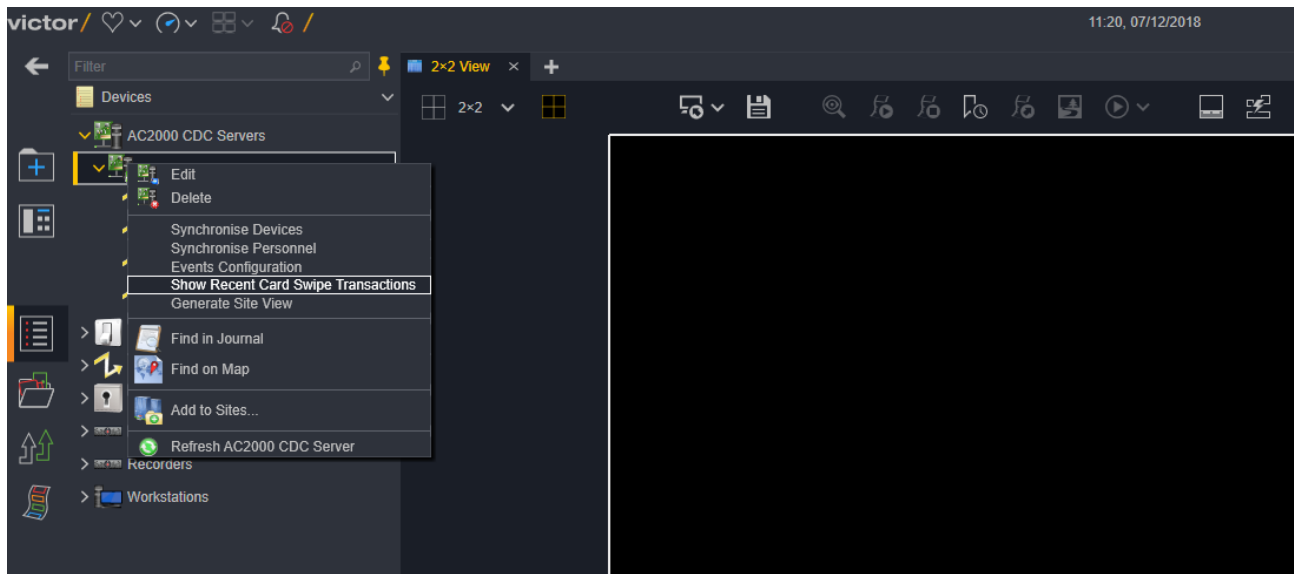 victor/
11:20, 07/12/2018
Filter
2×2 View
Devices
2×2
AC2000 CDC Servers
Edit
Delete
Synchronise Devices
Synchronise Personnel
Events Configuration
Show Recent Card Swipe Transactions
Generate Site View
Find in Journal
Find on Map
Add to Sites...
Refresh AC2000 CDC Server
Recorders
Workstations